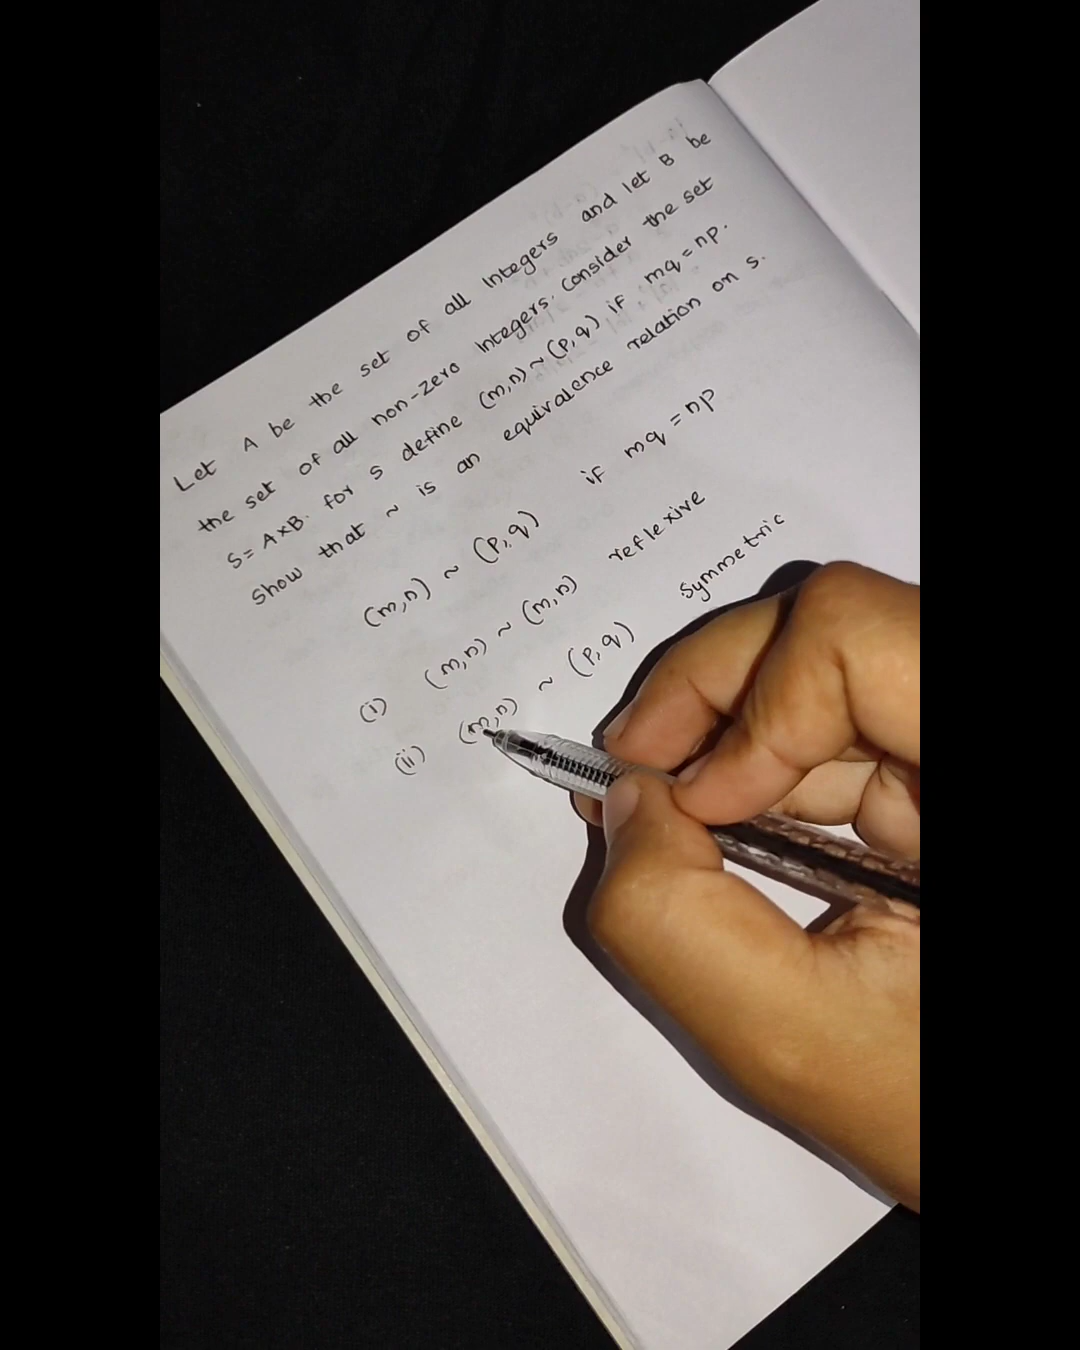 Let A be the set of all Integers and let B be
the set of all non-zero Integers. Consider the set
S = A×B. for S define (m,n) ~ (p,q) if mq = np.
Show that ~ is an equivalence relation on S.
(m,n) ~ (p,q) if mq = np
(i) (m,n) ~ (m,n) reflexive
(ii) (m,n) ~ (p,q) Symmetric